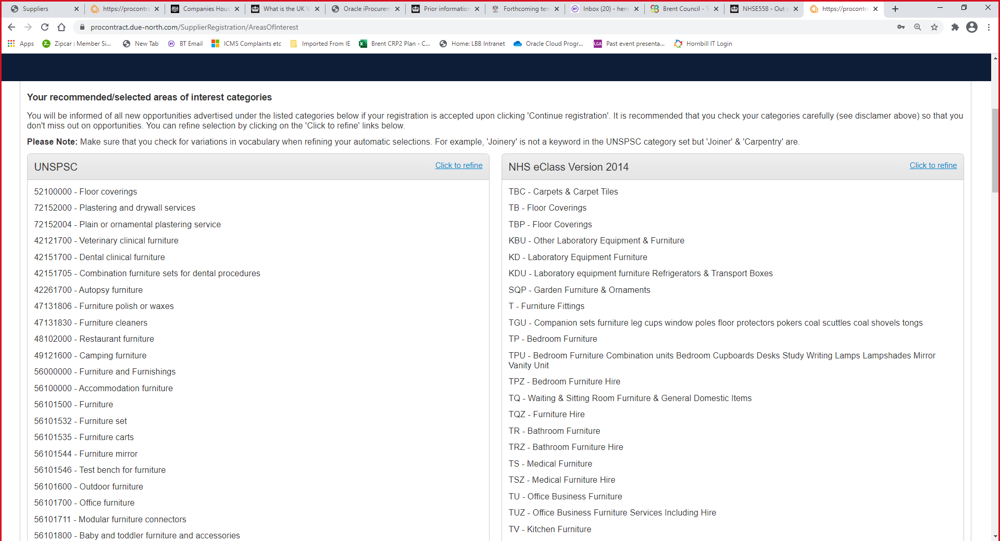 Suppliers
https://procontra
Companies Hous
What is the UK V
Oracle iProcurem
Prior information
Forthcoming ten
Inbox (20) - henr
Brent Council - T
NHSE558 - Out o
https://procontra
procontract.due-north.com/SupplierRegistration/AreasOfInterest
Apps
Zipcar : Member Si...
New Tab
BT Email
ICMS Complaints etc
Imported From IE
Brent CRP2 Plan - C...
Home: LBB Intranet
Oracle Cloud Progr...
LGA Past event presenta...
Hornbill IT Login
Your recommended/selected areas of interest categories
You will be informed of all new opportunities advertised under the listed categories below if your registration is accepted upon clicking 'Continue registration'. It is recommended that you check your categories carefully (see disclamer above) so that you
don't miss out on opportunities. You can refine selection by clicking on the 'Click to refine' links below.
Please Note: Make sure that you check for variations in vocabulary when refining your automatic selections. For example, 'Joinery' is not a keyword in the UNSPSC category set but 'Joiner' & 'Carpentry' are.
UNSPSC
Click to refine
52100000 - Floor coverings
72152000 - Plastering and drywall services
72152004 - Plain or ornamental plastering service
42121700 - Veterinary clinical furniture
42151700 - Dental clinical furniture
42151705 - Combination furniture sets for dental procedures
42261700 - Autopsy furniture
47131806 - Furniture polish or waxes
47131830 - Furniture cleaners
48102000 - Restaurant furniture
49121600 - Camping furniture
56000000 - Furniture and Furnishings
56100000 - Accommodation furniture
56101500 - Furniture
56101532 - Furniture set
56101535 - Furniture carts
56101544 - Furniture mirror
56101546 - Test bench for furniture
56101600 - Outdoor furniture
56101700 - Office furniture
56101711 - Modular furniture connectors
56101800 - Baby and toddler furniture and accessories
NHS eClass Version 2014
Click to refine
TBC - Carpets & Carpet Tiles
TB - Floor Coverings
TBP - Floor Coverings
KBU - Other Laboratory Equipment & Furniture
KD - Laboratory Equipment Furniture
KDU - Laboratory equipment furniture Refrigerators & Transport Boxes
SQP - Garden Furniture & Ornaments
T - Furniture Fittings
TGU - Companion sets furniture leg cups window poles floor protectors pokers coal scuttles coal shovels tongs
TP - Bedroom Furniture
TPU - Bedroom Furniture Combination units Bedroom Cupboards Desks Study Writing Lamps Lampshades Mirror
Vanity Unit
TPZ - Bedroom Furniture Hire
TQ - Waiting & Sitting Room Furniture & General Domestic Items
TQZ - Furniture Hire
TR - Bathroom Furniture
TRZ - Bathroom Furniture Hire
TS - Medical Furniture
TSZ - Medical Furniture Hire
TU - Office Business Furniture
TUZ - Office Business Furniture Services Including Hire
TV - Kitchen Furniture